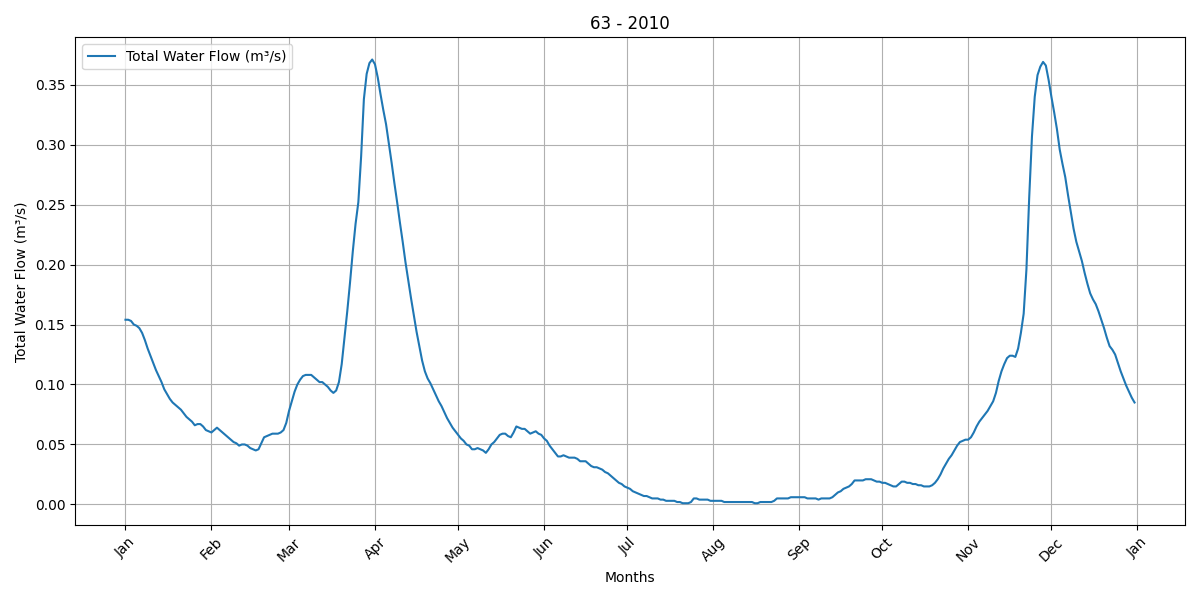 63 - 2010
Total Water Flow (m³/s)
Total Water Flow (m³/s)
0.35
0.30
0.25
0.20
0.15
0.10
0.05
0.00
Jan Feb Mar Apr May Jun Jul Aug Sep Oct Nov Dec Jan
Months